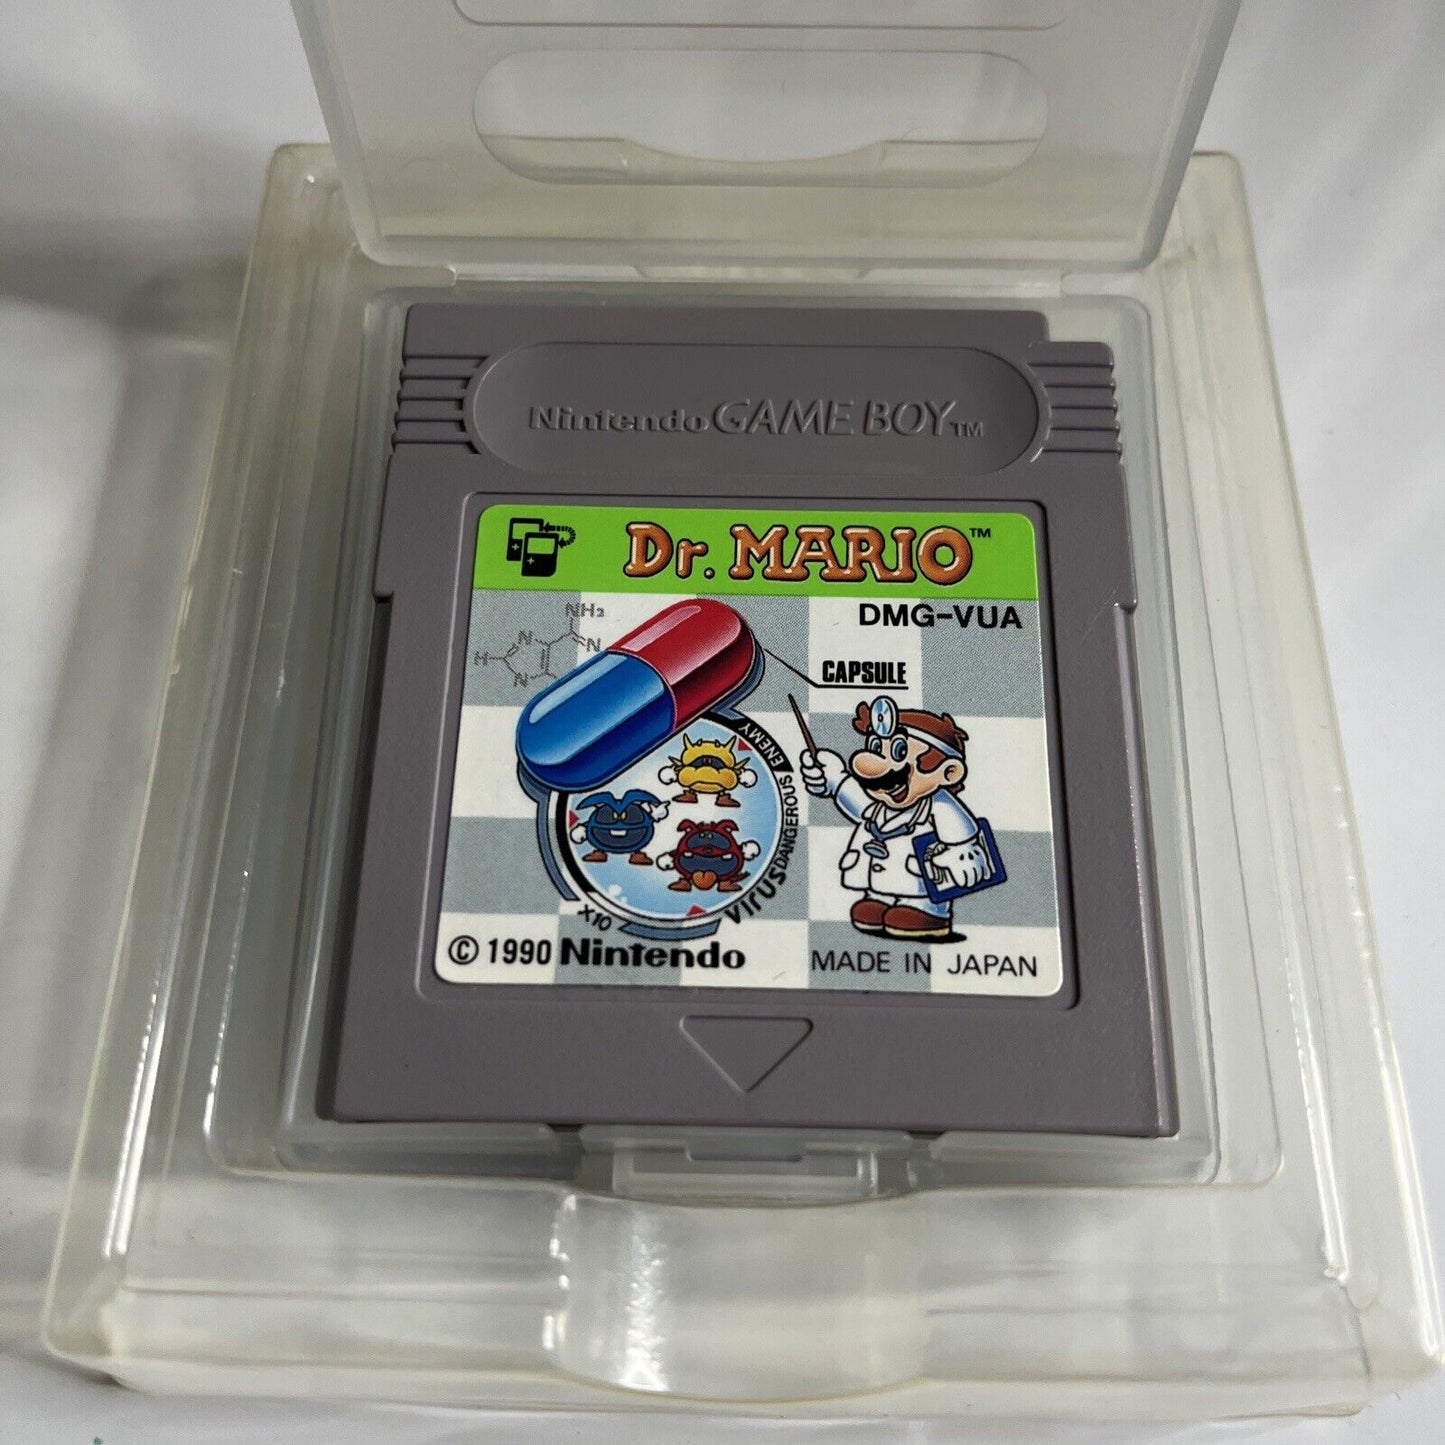 Nintendo GAME BOY™
Dr. MARIO™
DMG-VUA
NH₂
N
N
H
N
CAPSULE
VIRUS DANGEROUS ENEMY
X10
© 1990 Nintendo
MADE IN JAPAN